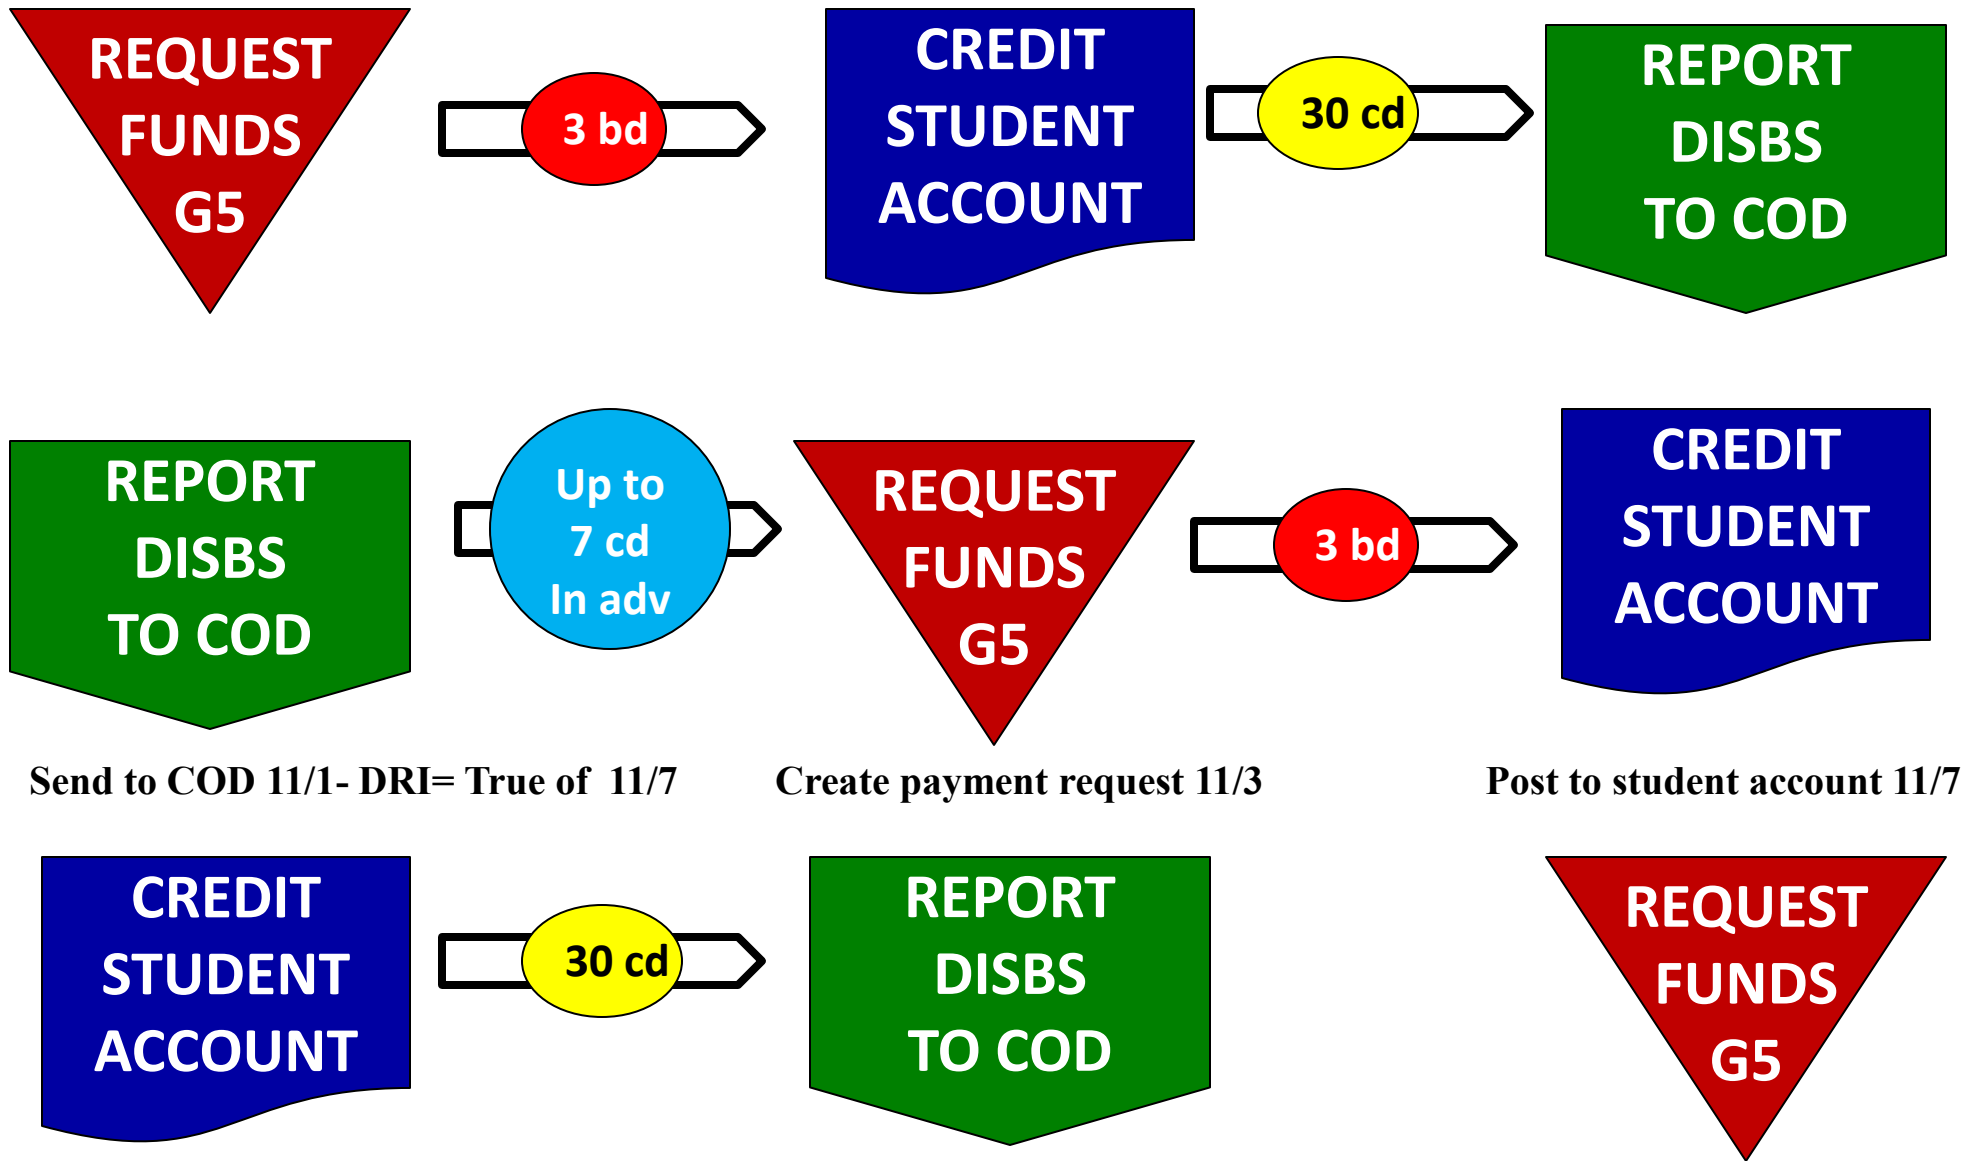 REQUEST
FUNDS
G5
3 bd
CREDIT
STUDENT
ACCOUNT
30 cd
REPORT
DISBS
TO COD
REPORT
DISBS
TO COD
Up to
7 cd
In adv
REQUEST
FUNDS
G5
3 bd
CREDIT
STUDENT
ACCOUNT
Send to COD 11/1- DRI= True of  11/7
Create payment request 11/3
Post to student account 11/7
CREDIT
STUDENT
ACCOUNT
30 cd
REPORT
DISBS
TO COD
REQUEST
FUNDS
G5